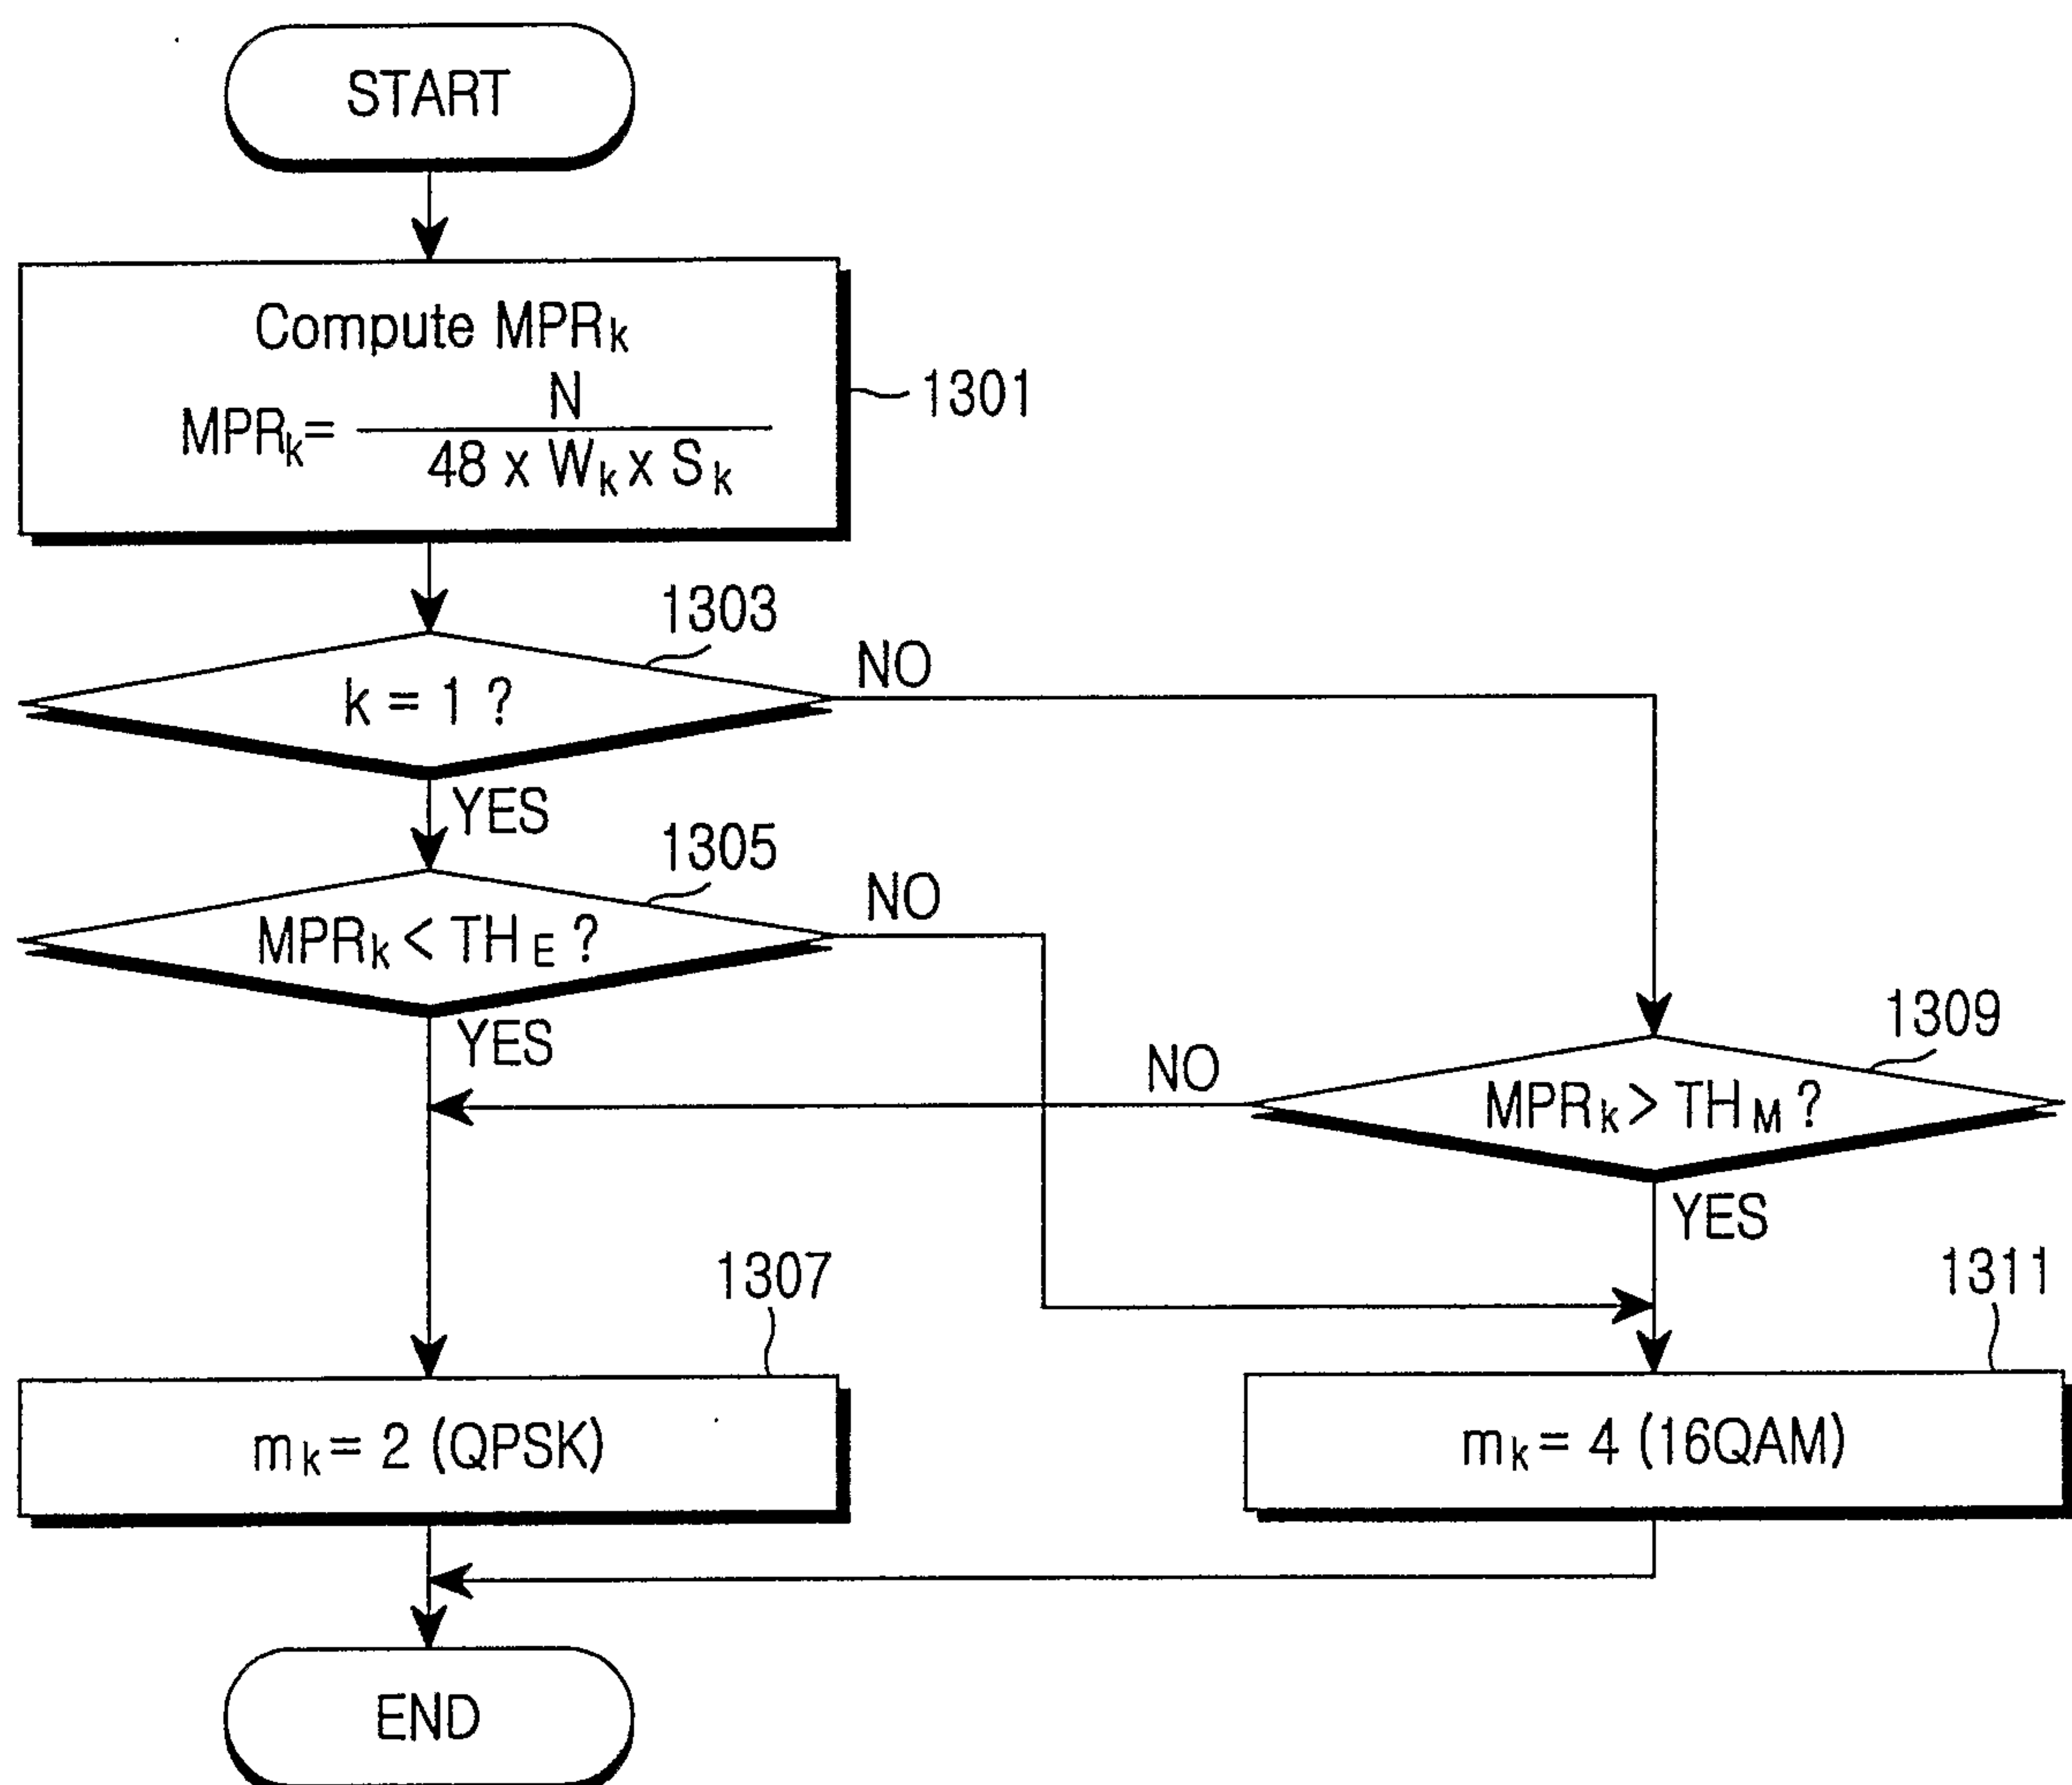 START
Compute MPRk
MPRk = N / 48 x Wk x Sk
1301
1303
k = 1 ?
NO
YES
1305
MPRk < THE ?
NO
YES
1309
MPRk > THM ?
NO
YES
1307
mk = 2 (QPSK)
1311
mk = 4 (16QAM)
END